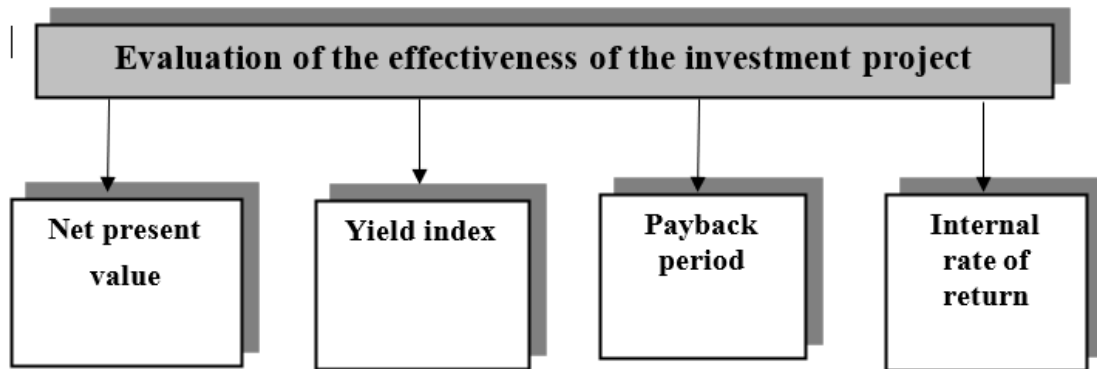 Evaluation of the effectiveness of the investment project
Net present
value
Yield index
Payback
period
Internal
rate of
return